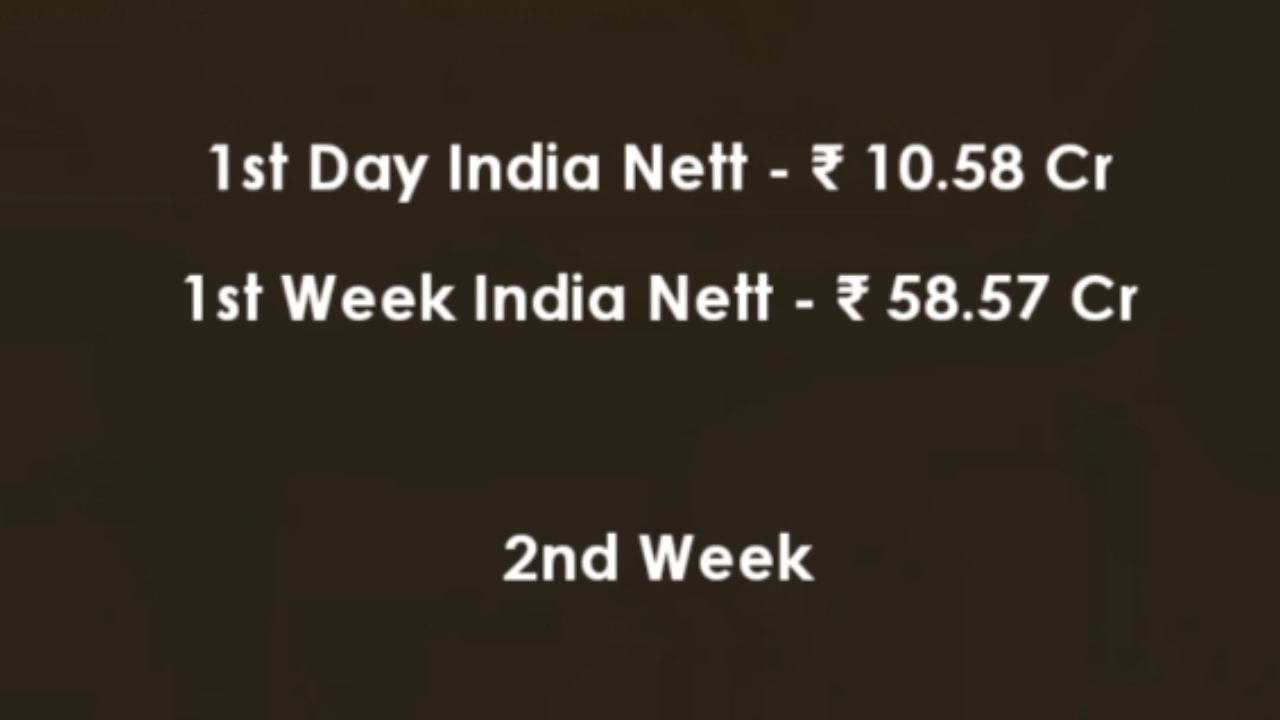 1st Day India Nett - ₹ 10.58 Cr
1st Week India Nett - ₹ 58.57 Cr
2nd Week